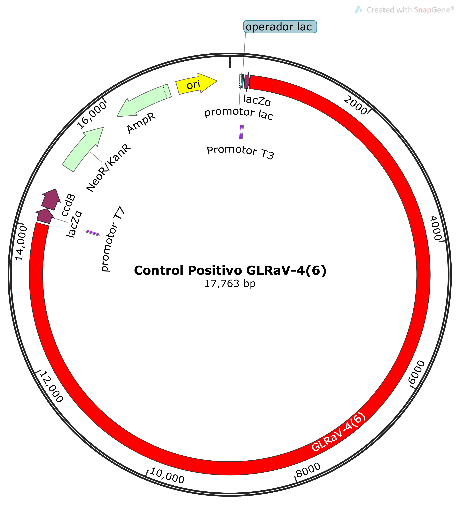 Created with SnapGene®
operador lac
ori
lacZα
promotor lac
Promotor T3
AmpR
NeoR/KanR
ccdB
lacZα
promotor T7
2000
4000
6000
8000
10,000
12,000
14,000
16,000
Control Positivo GLRaV-4(6)
17,763 bp
GLRaV-4(6)